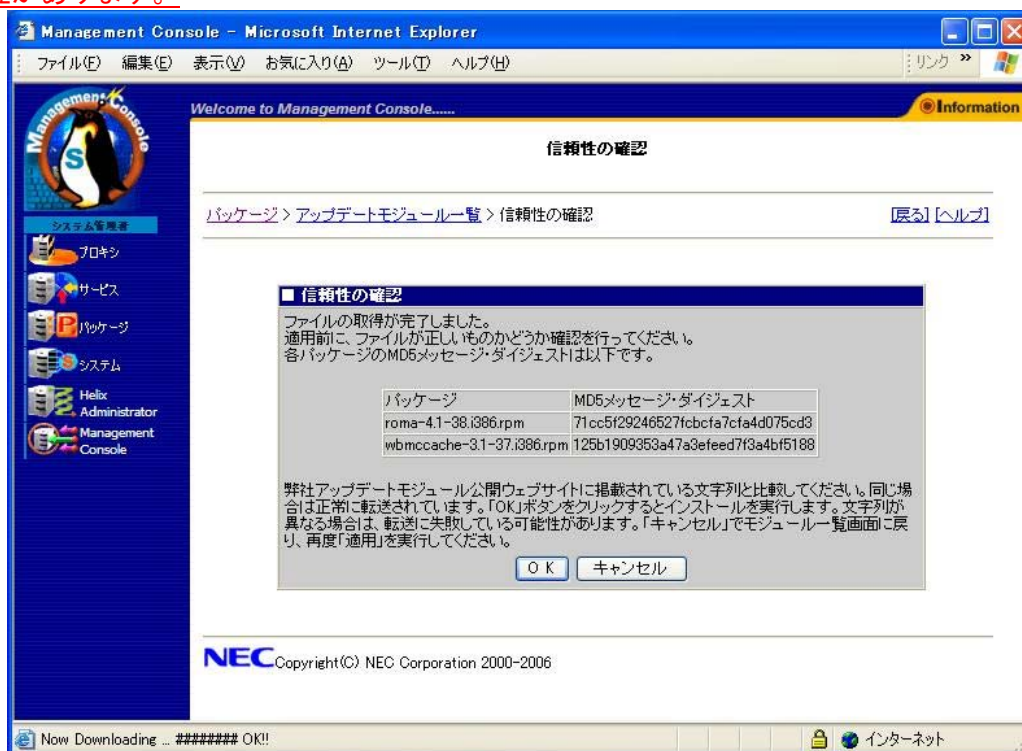 があります。
Management Console - Microsoft Internet Explorer
ファイル(F) 編集(E) 表示(V) お気に入り(A) ツール(T) ヘルプ(H) リンク »
Management Console
S
Welcome to Management Console......
Information
信頼性の確認
パッケージ > アップデートモジュール一覧 > 信頼性の確認 [戻る] [ヘルプ]
システム管理者
プロキシ
サービス
パッケージ
システム
Helix
Administrator
Management
Console
■ 信頼性の確認
ファイルの取得が完了しました。
適用前に、ファイルが正しいものかどうか確認を行ってください。
各パッケージのMD5メッセージ・ダイジェストは以下です。
パッケージ MD5メッセージ・ダイジェスト
roma-4.1-38.i386.rpm 71cc5f29246527fcbcfa7cfa4d075cd3
wbmccache-3.1-37.i386.rpm 125b1909353a47a3efeed7f3a4bf5188
弊社アップデートモジュール公開ウェブサイトに掲載されている文字列と比較してください。同じ場
合は正常に転送されています。「OK」ボタンをクリックするとインストールを実行します。文字列が
異なる場合は、転送に失敗している可能性があります。「キャンセル」でモジュール一覧画面に戻
り、再度「適用」を実行してください。
OK キャンセル
NEC Copyright(C) NEC Corporation 2000-2006
Now Downloading ... ######## OK!! インターネット